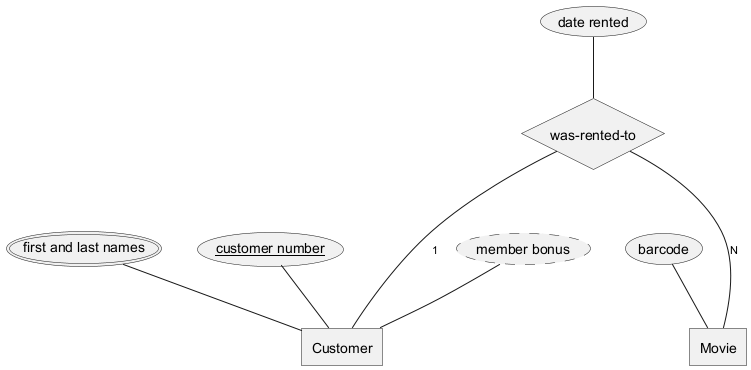 date rented
was-rented-to
first and last names
customer number
1
member bonus
barcode
N
Customer
Movie